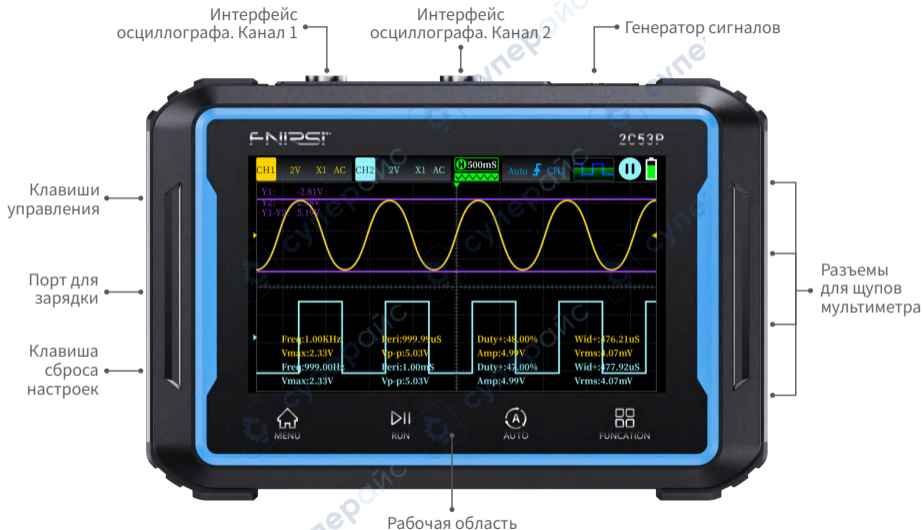 Интерфейс
осциллографа. Канал 1
Интерфейс
осциллографа. Канал 2
Генератор сигналов
FNIRSI
2C53P
CH1 2V X1 AC CH2 2V X1 AC H 500mS Auto CH1
Y1: -2.81V
Y2:
Y1-Y2: 5.19V
Клавиши
управления
Порт для
зарядки
Клавиша
сброса
настроек
Разъемы
для щупов
мультиметра
Freq:1.00KHz Peri:999.99uS Duty+:48.00% Wid+:476.21uS
Vmax:2.33V Vp-p:5.03V Amp:4.99V Vrms:4.07mV
Freq:999.00Hz Peri:1.00mS Duty+:47.00% Wid+:477.92uS
Vmax:2.33V Vp-p:5.03V Amp:4.99V Vrms:4.07mV
MENU
RUN
A
AUTO
FUNCATION
Рабочая область
суперайс